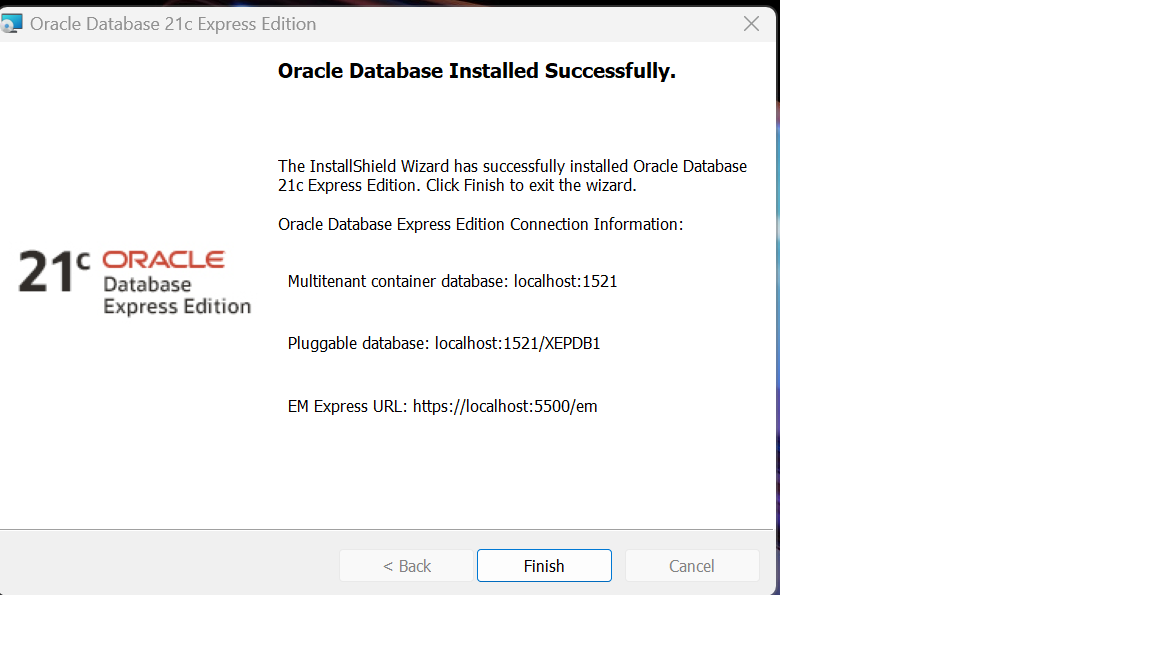 Oracle Database 21c Express Edition
Oracle Database Installed Successfully.
The InstallShield Wizard has successfully installed Oracle Database
21c Express Edition. Click Finish to exit the wizard.
Oracle Database Express Edition Connection Information:
21c ORACLE
Database
Express Edition
Multitenant container database: localhost:1521
Pluggable database: localhost:1521/XEPDB1
EM Express URL: https://localhost:5500/em
< Back
Finish
Cancel